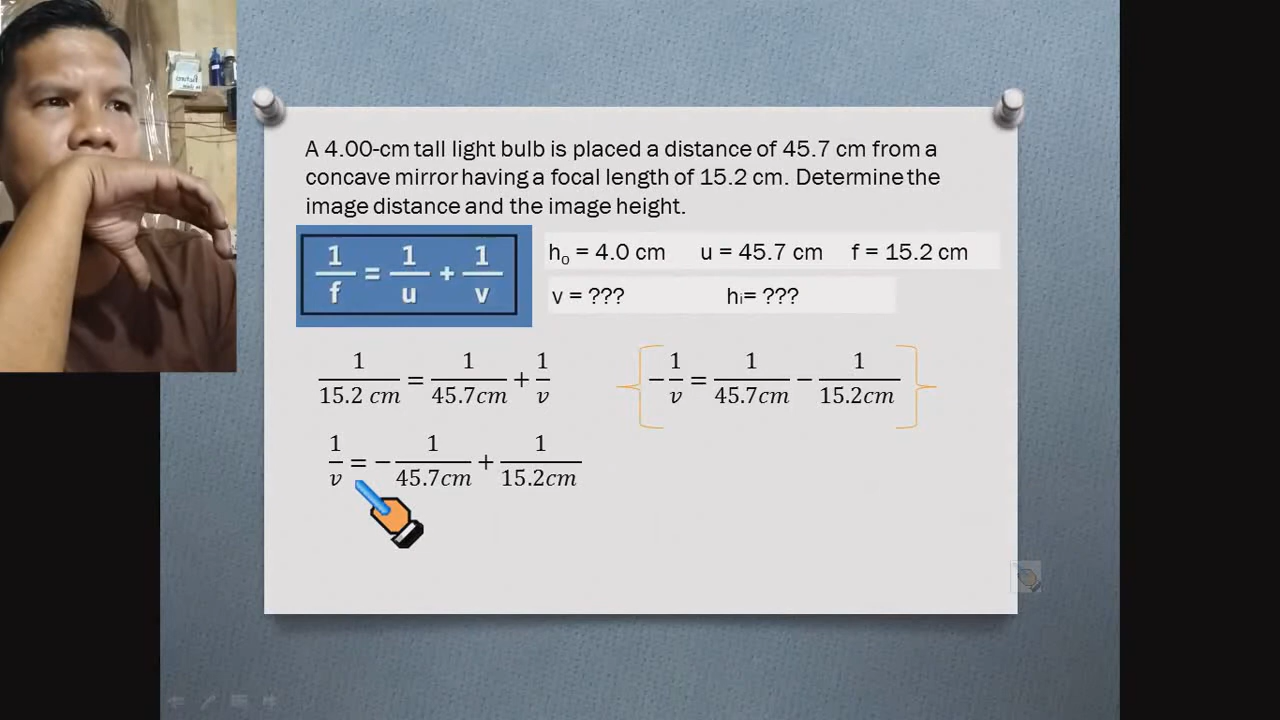 A 4.00-cm tall light bulb is placed a distance of 45.7 cm from a
concave mirror having a focal length of 15.2 cm. Determine the
image distance and the image height.
1/f = 1/u + 1/v
hₒ = 4.0 cm u = 45.7 cm f = 15.2 cm
v = ??? hᵢ= ???
1/15.2 cm = 1/45.7cm + 1/v
-1/v = 1/45.7cm - 1/15.2cm
1/v = -1/45.7cm + 1/15.2cm